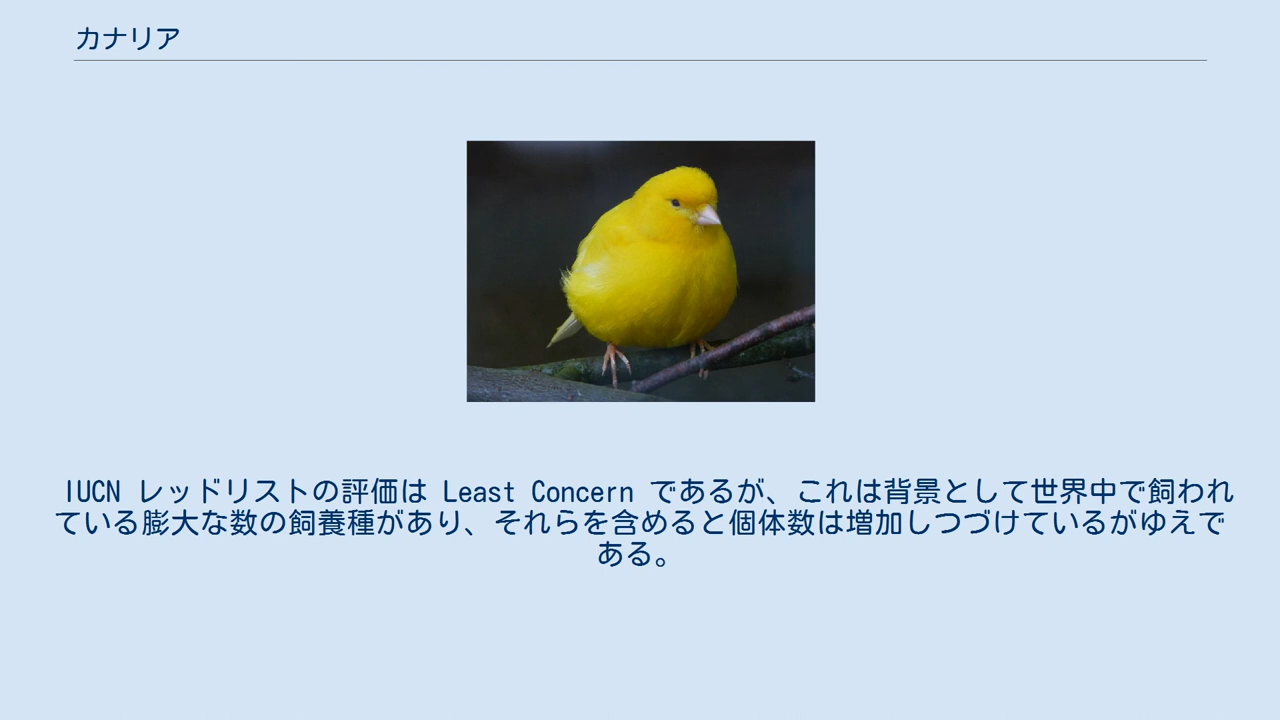 カナリア
IUCN レッドリストの評価は Least Concern であるが、これは背景として世界中で飼われ
ている膨大な数の飼養種があり、それらを含めると個体数は増加しつづけているがゆえで
ある。